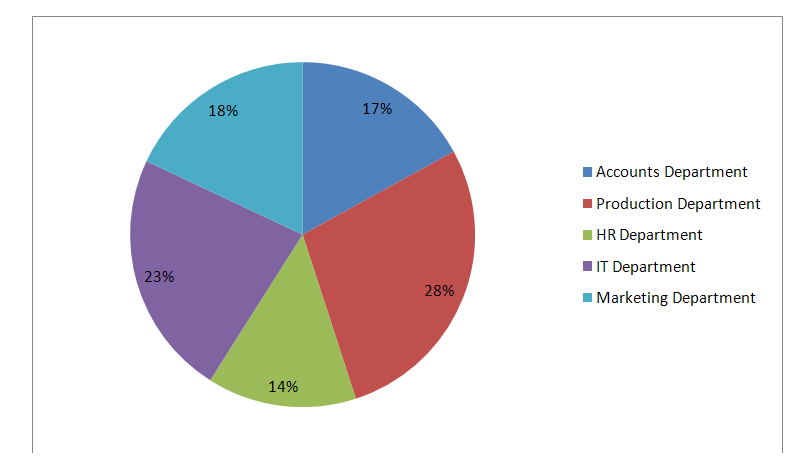 18%
17%
Accounts Department
Production Department
HR Department
IT Department
23%
28%
Marketing Department
14%